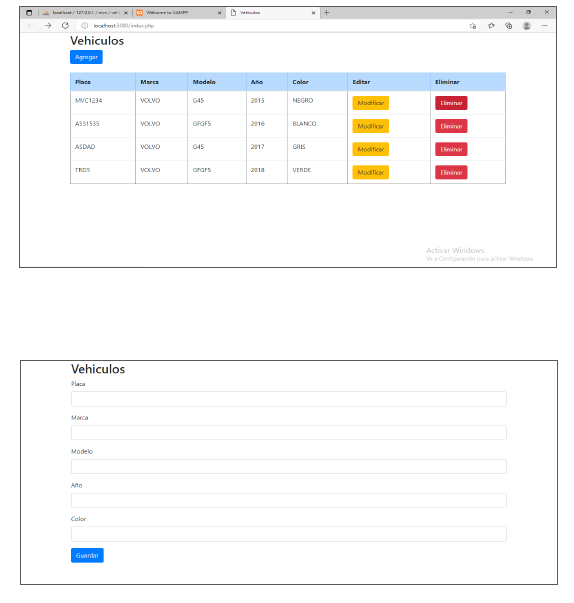 localhost / 127.0.0.1 / mvc / vehi
Welcome to XAMPP
Vehiculos
localhost:3000/index.php
Vehiculos
Agregar
Placa Marca Modelo Año Color Editar Eliminar
MVC1234 VOLVO G45 2015 NEGRO Modificar Eliminar
ASS1535 VOLVO GFGF5 2016 BLANCO Modificar Eliminar
ASDAD VOLVO G45 2017 GRIS Modificar Eliminar
TRD5 VOLVO GFGF5 2018 VERDE Modificar Eliminar
Activar Windows
Ve a Configuración para activar Windows.
Vehiculos
Placa
Marca
Modelo
Año
Color
Guardar